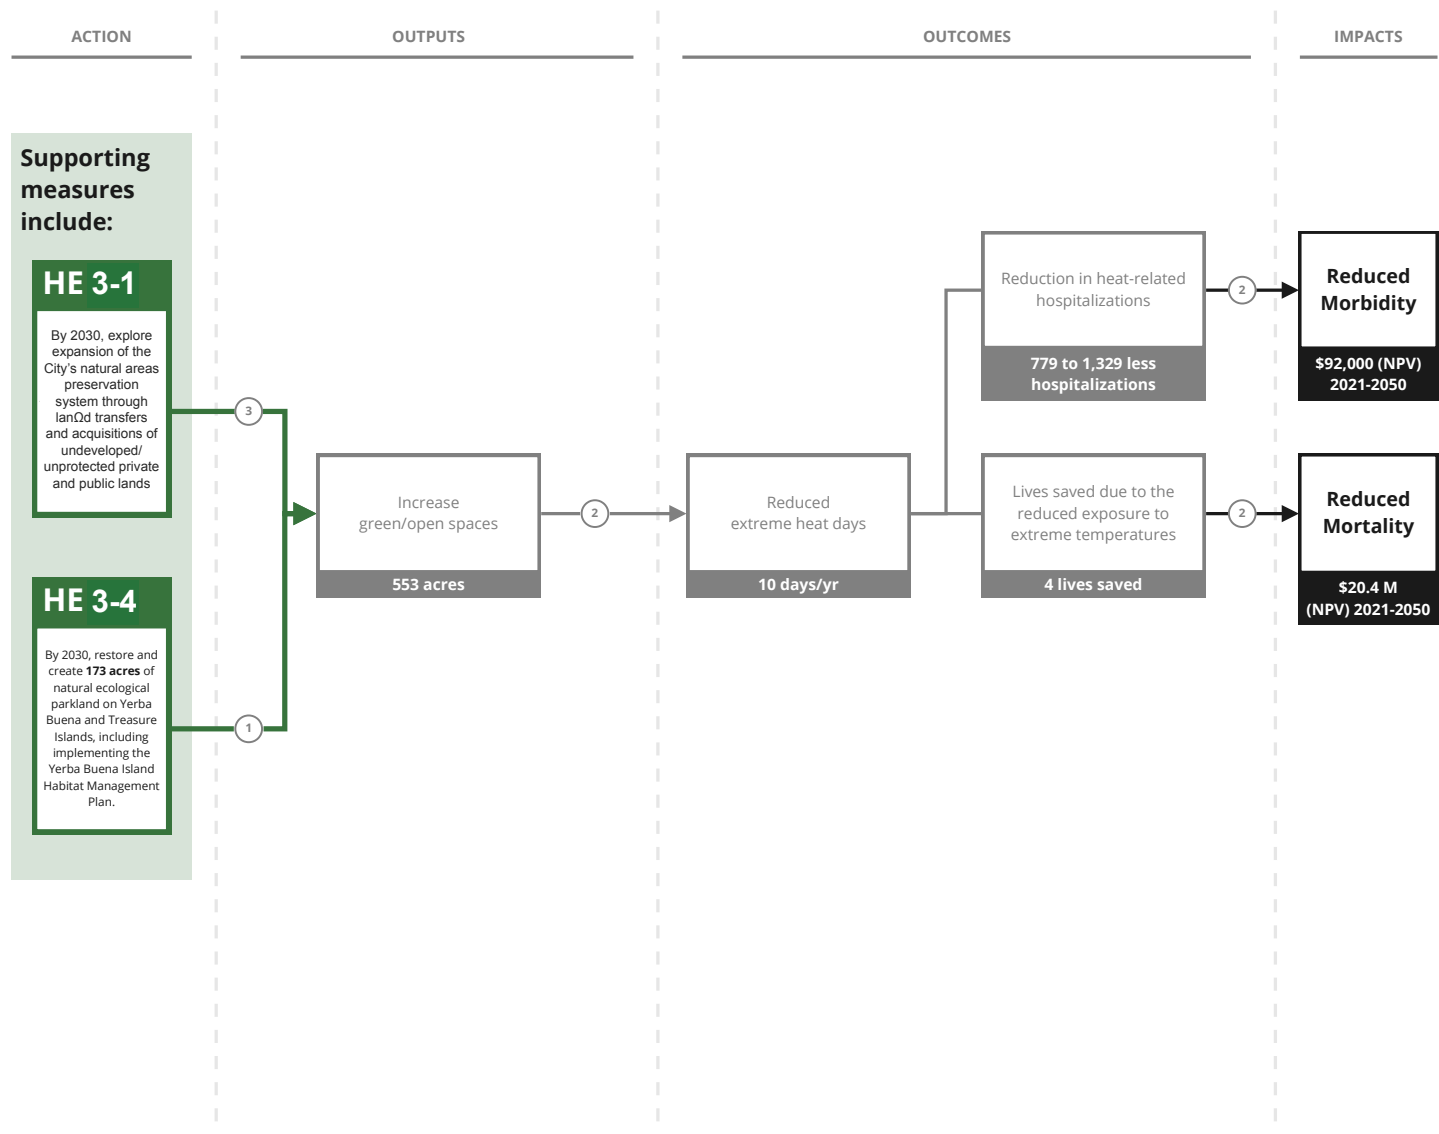 ACTION
OUTPUTS
OUTCOMES
IMPACTS
Supporting
measures
include:
HE 3-1
By 2030, explore
expansion of the
City's natural areas
preservation
system through
lanΩd transfers
and acquisitions of
undeveloped/
unprotected private
and public lands
3
HE 3-4
By 2030, restore and
create 173 acres of
natural ecological
parkland on Yerba
Buena and Treasure
Islands, including
implementing the
Yerba Buena Island
Habitat Management
Plan.
1
Increase
green/open spaces
553 acres
2
Reduced
extreme heat days
10 days/yr
Reduction in heat-related
hospitalizations
779 to 1,329 less
hospitalizations
2
Reduced
Morbidity
$92,000 (NPV)
2021-2050
Lives saved due to the
reduced exposure to
extreme temperatures
4 lives saved
2
Reduced
Mortality
$20.4 M
(NPV) 2021-2050